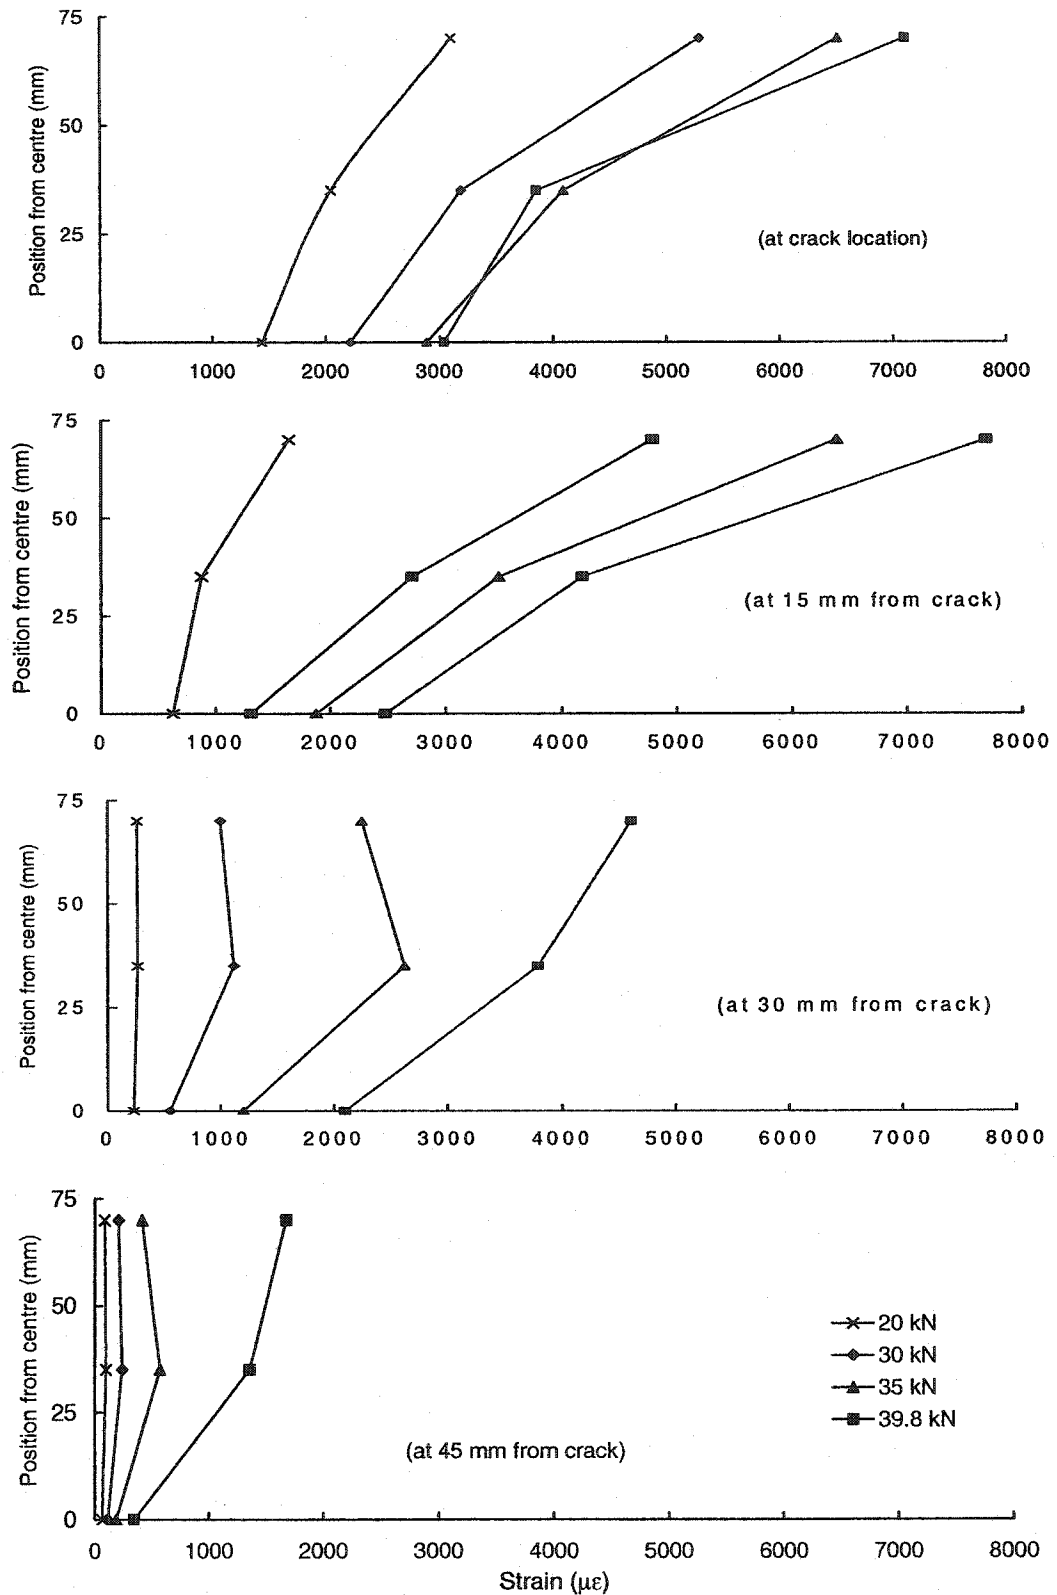 75
50
25
0
Position from centre (mm)
(at crack location)
0 1000 2000 3000 4000 5000 6000 7000 8000
75
50
25
0
Position from centre (mm)
(at 15 mm from crack)
0 1000 2000 3000 4000 5000 6000 7000 8000
75
50
25
0
Position from centre (mm)
(at 30 mm from crack)
0 1000 2000 3000 4000 5000 6000 7000 8000
75
50
25
0
Position from centre (mm)
20 kN
30 kN
35 kN
39.8 kN
(at 45 mm from crack)
0 1000 2000 3000 4000 5000 6000 7000 8000
Strain (με)